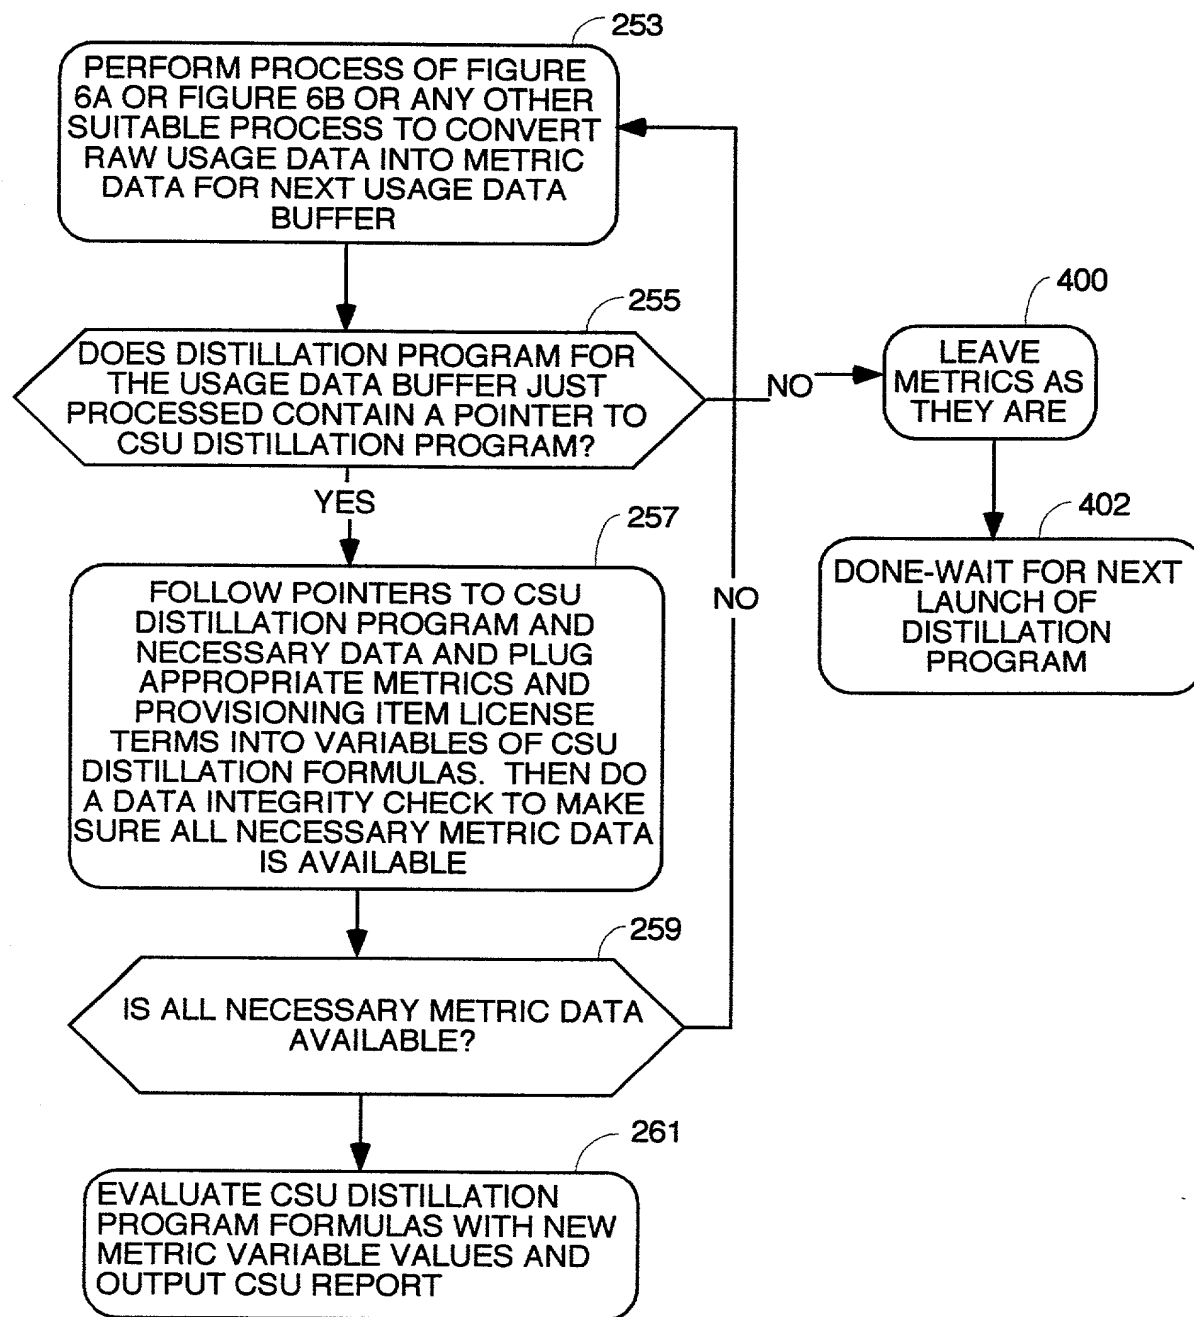 253
PERFORM PROCESS OF FIGURE
6A OR FIGURE 6B OR ANY OTHER
SUITABLE PROCESS TO CONVERT
RAW USAGE DATA INTO METRIC
DATA FOR NEXT USAGE DATA
BUFFER
255
DOES DISTILLATION PROGRAM FOR
THE USAGE DATA BUFFER JUST
PROCESSED CONTAIN A POINTER TO
CSU DISTILLATION PROGRAM?
NO
400
LEAVE
METRICS AS
THEY ARE
402
DONE-WAIT FOR NEXT
LAUNCH OF
DISTILLATION
PROGRAM
YES
257
FOLLOW POINTERS TO CSU
DISTILLATION PROGRAM AND
NECESSARY DATA AND PLUG
APPROPRIATE METRICS AND
PROVISIONING ITEM LICENSE
TERMS INTO VARIABLES OF CSU
DISTILLATION FORMULAS. THEN DO
A DATA INTEGRITY CHECK TO MAKE
SURE ALL NECESSARY METRIC DATA
IS AVAILABLE
NO
259
IS ALL NECESSARY METRIC DATA
AVAILABLE?
261
EVALUATE CSU DISTILLATION
PROGRAM FORMULAS WITH NEW
METRIC VARIABLE VALUES AND
OUTPUT CSU REPORT